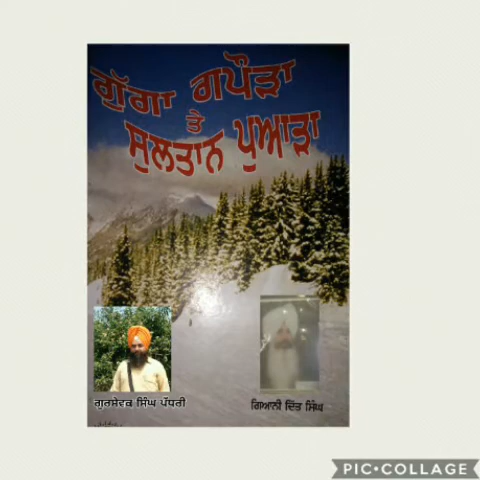 ਗੁੱਗਾ ਗਪੌੜਾ
ਤੇ
ਸੁਲਤਾਨ ਪੁਆੜਾ
ਗੁਰਸੇਵਕ ਸਿੰਘ ਪੱਧਰੀ
ਗਿਆਨੀ ਦਿੱਤ ਸਿੰਘ
PIC•COLLAGE